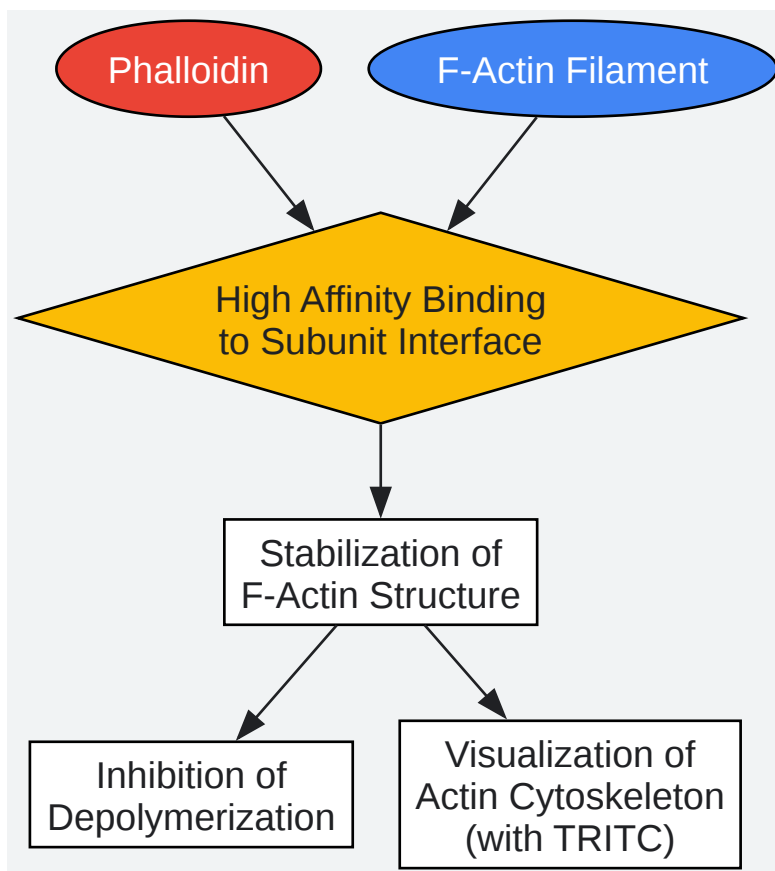 Phalloidin
F-Actin Filament
High Affinity Binding
to Subunit Interface
Stabilization of
F-Actin Structure
Inhibition of
Depolymerization
Visualization of
Actin Cytoskeleton
(with TRITC)